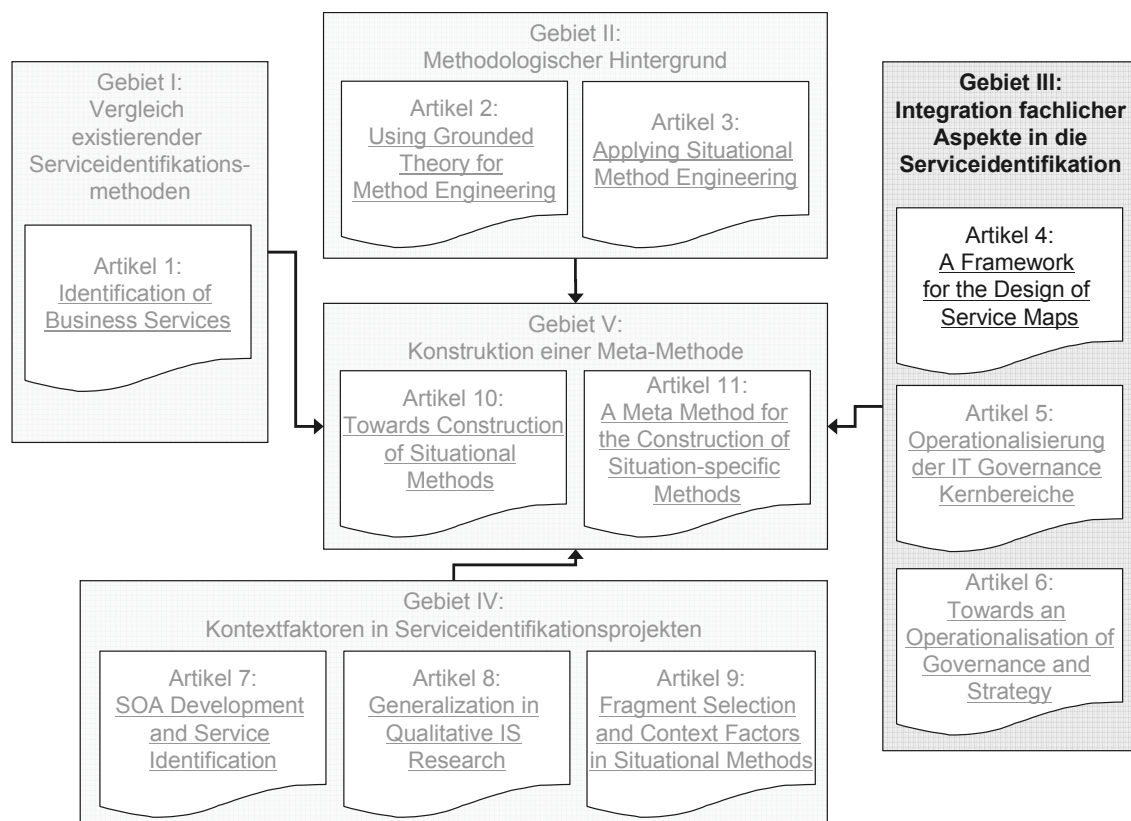 Gebiet I:
Vergleich
existierender
Serviceidentifikations-
methoden
Artikel 1:
Identification of
Business Services
Gebiet II:
Methodologischer Hintergrund
Artikel 2:
Using Grounded
Theory for
Method Engineering
Artikel 3:
Applying Situational
Method Engineering
Gebiet III:
Integration fachlicher
Aspekte in die
Serviceidentifikation
Artikel 4:
A Framework
for the Design of
Service Maps
Artikel 5:
Operationalisierung
der IT Governance
Kernbereiche
Artikel 6:
Towards an
Operationalisation of
Governance and
Strategy
Gebiet V:
Konstruktion einer Meta-Methode
Artikel 10:
Towards Construction
of Situational
Methods
Artikel 11:
A Meta Method for
the Construction of
Situation-specific
Methods
Gebiet IV:
Kontextfaktoren in Serviceidentifikationsprojekten
Artikel 7:
SOA Development
and Service
Identification
Artikel 8:
Generalization in
Qualitative IS
Research
Artikel 9:
Fragment Selection
and Context Factors
in Situational Methods